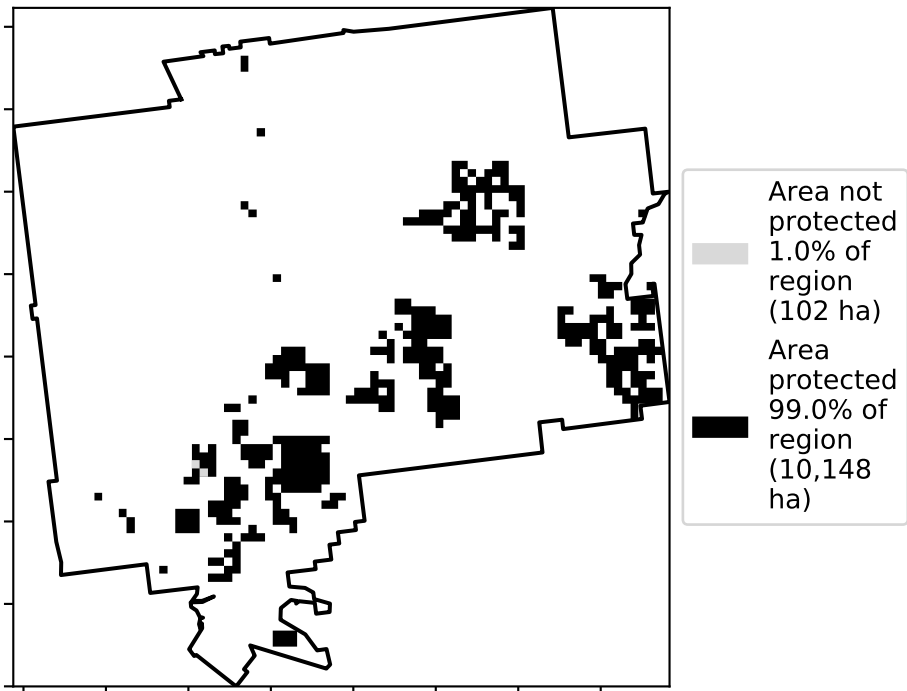 Area not
protected
1.0% of
region
(102 ha)
Area
protected
99.0% of
region
(10,148
ha)